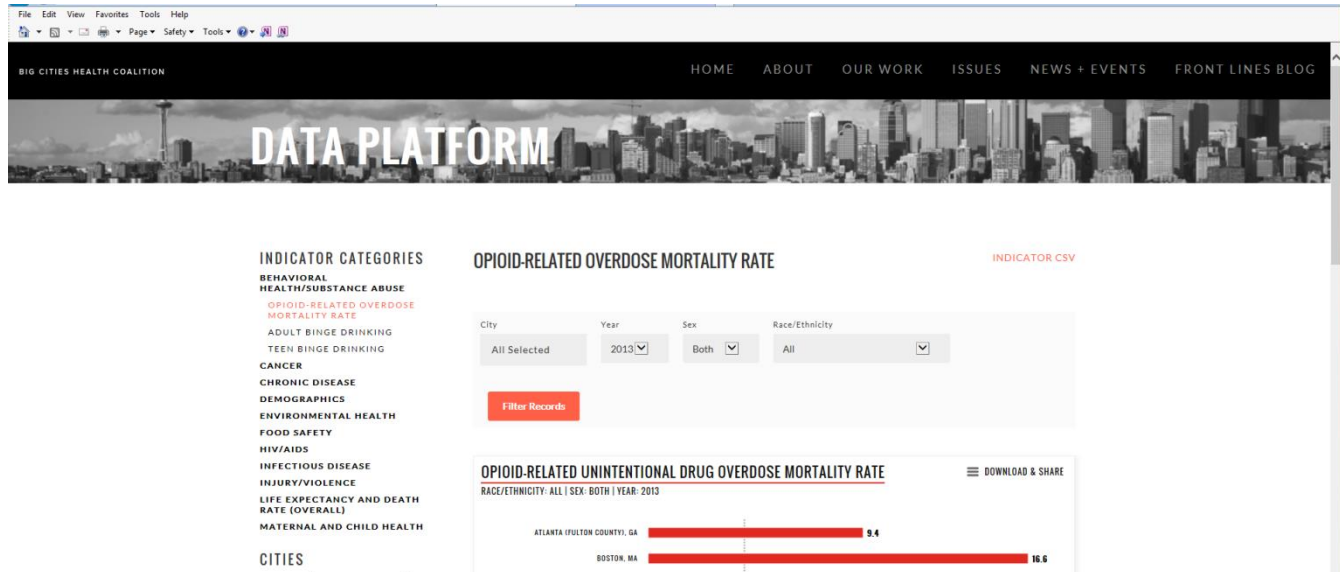 File Edit View Favorites Tools Help
Page Safety Tools
BIG CITIES HEALTH COALITION
HOME ABOUT OUR WORK ISSUES NEWS + EVENTS FRONT LINES BLOG
DATA PLATFORM
INDICATOR CATEGORIES
BEHAVIORAL
HEALTH/SUBSTANCE ABUSE
OPIOID-RELATED OVERDOSE
MORTALITY RATE
ADULT BINGE DRINKING
TEEN BINGE DRINKING
CANCER
CHRONIC DISEASE
DEMOGRAPHICS
ENVIRONMENTAL HEALTH
FOOD SAFETY
HIV/AIDS
INFECTIOUS DISEASE
INJURY/VIOLENCE
LIFE EXPECTANCY AND DEATH
RATE (OVERALL)
MATERNAL AND CHILD HEALTH
CITIES
OPIOID-RELATED OVERDOSE MORTALITY RATE
INDICATOR CSV
City Year Sex Race/Ethnicity
All Selected 2013 Both All
Filter Records
OPIOID-RELATED UNINTENTIONAL DRUG OVERDOSE MORTALITY RATE
DOWNLOAD & SHARE
RACE/ETHNICITY: ALL | SEX: BOTH | YEAR: 2013
ATLANTA (FULTON COUNTY), GA 9.4
BOSTON, MA 16.6